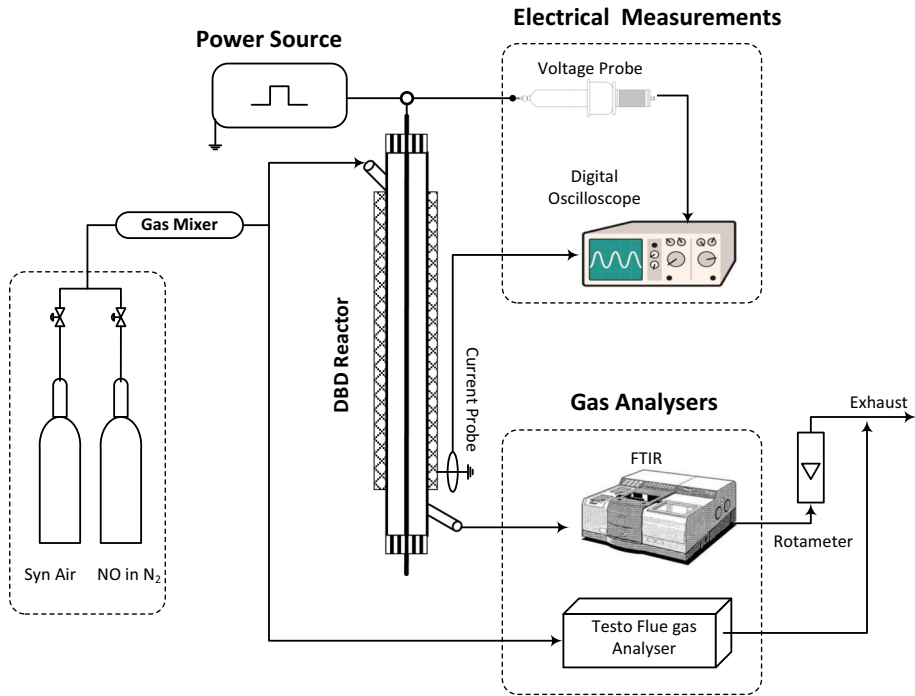 Electrical Measurements
Power Source
Voltage Probe
Digital
Oscilloscope
Gas Mixer
DBD Reactor
Current Probe
Gas Analysers
Exhaust
FTIR
Rotameter
Syn Air
NO in N₂
Testo Flue gas
Analyser